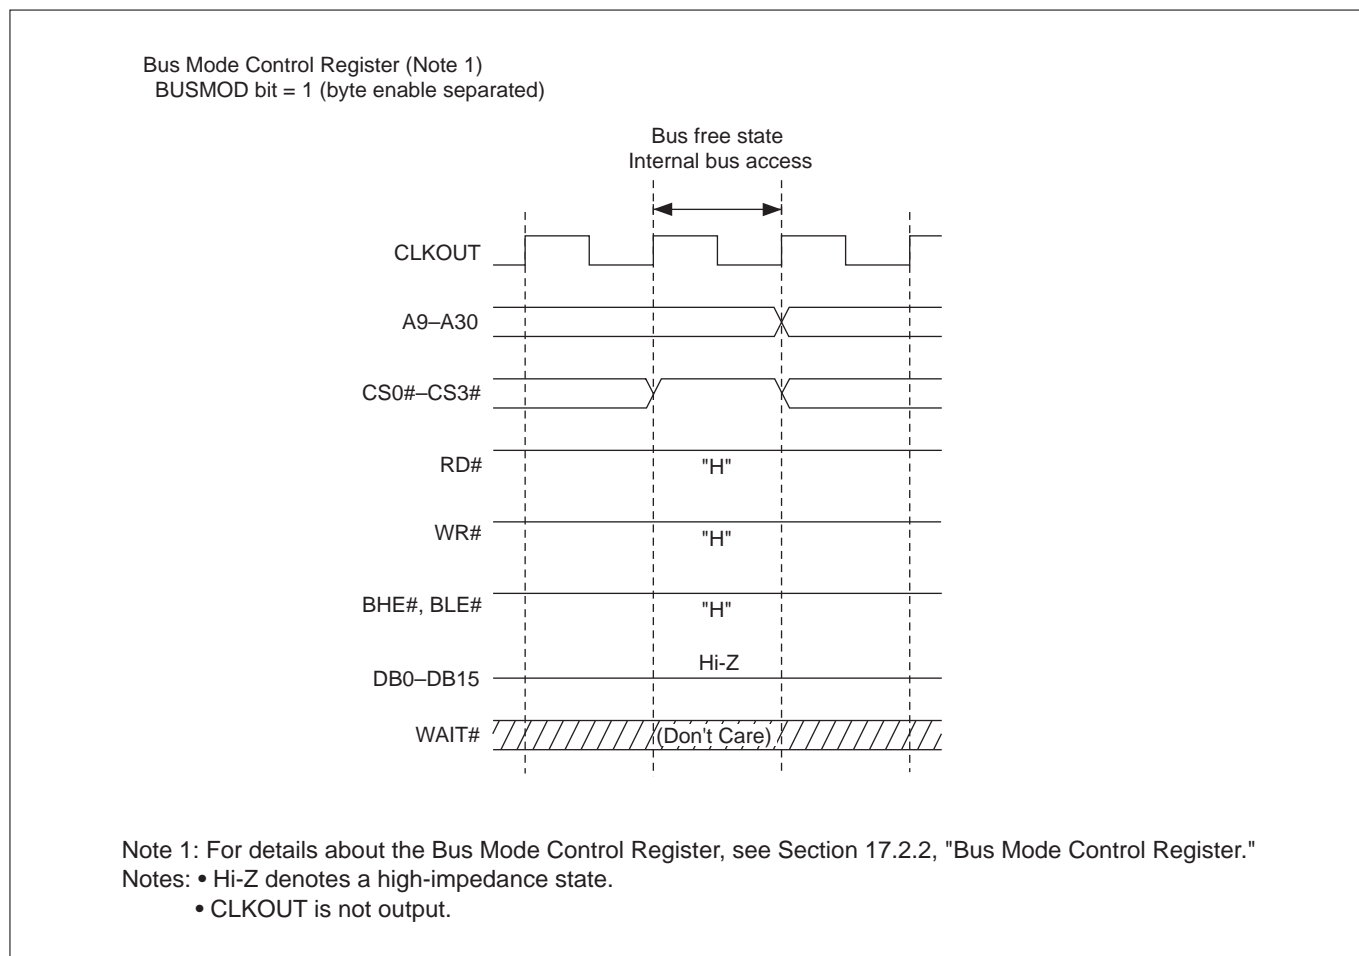 Bus Mode Control Register (Note 1)
BUSMOD bit = 1 (byte enable separated)
Bus free state
Internal bus access
CLKOUT
A9–A30
CS0#–CS3#
RD#
"H"
WR#
"H"
BHE#, BLE#
"H"
Hi-Z
DB0–DB15
WAIT#
(Don't Care)
Note 1: For details about the Bus Mode Control Register, see Section 17.2.2, "Bus Mode Control Register."
Notes: • Hi-Z denotes a high-impedance state.
• CLKOUT is not output.